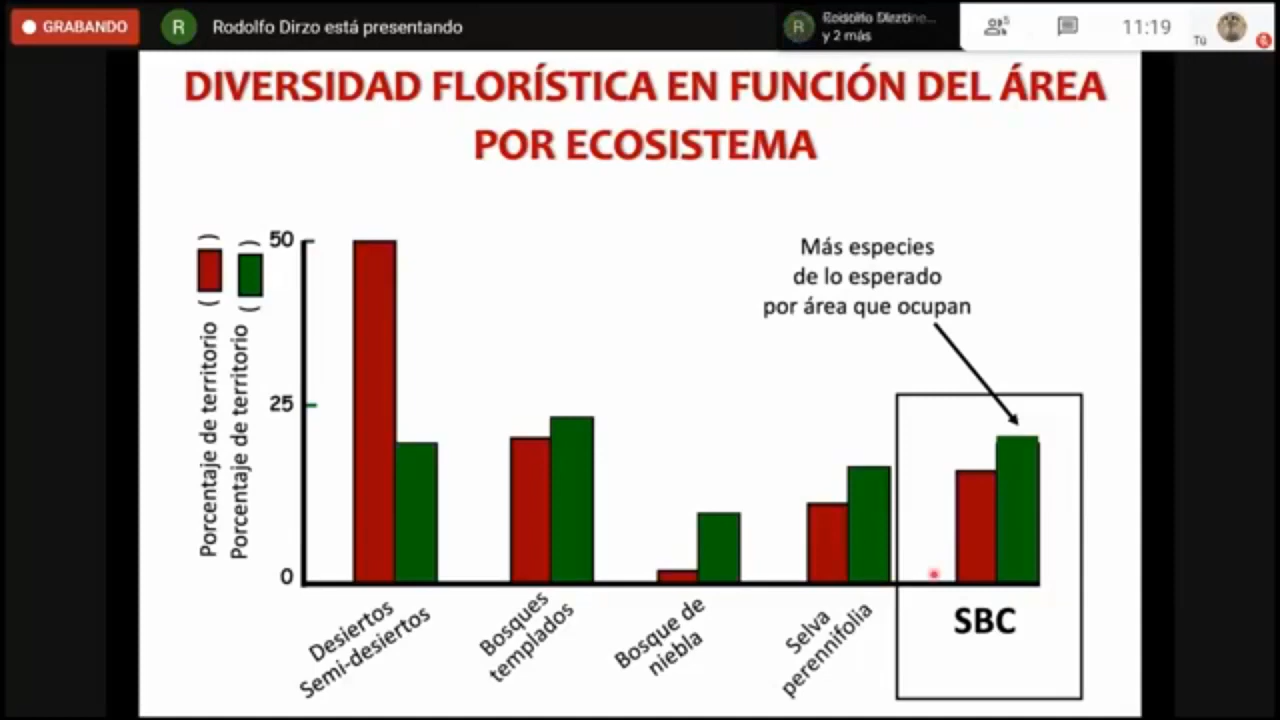 GRABANDO
R
Rodolfo Dirzo está presentando
R
y 2 más
5
11:19
Tú
DIVERSIDAD FLORÍSTICA EN FUNCIÓN DEL ÁREA
POR ECOSISTEMA
Porcentaje de territorio ( )
Porcentaje de territorio ( )
50
25
0
Más especies
de lo esperado
por área que ocupan
Desiertos
Semi-desiertos
Bosques
templados
Bosque de
niebla
Selva
perennifolia
SBC